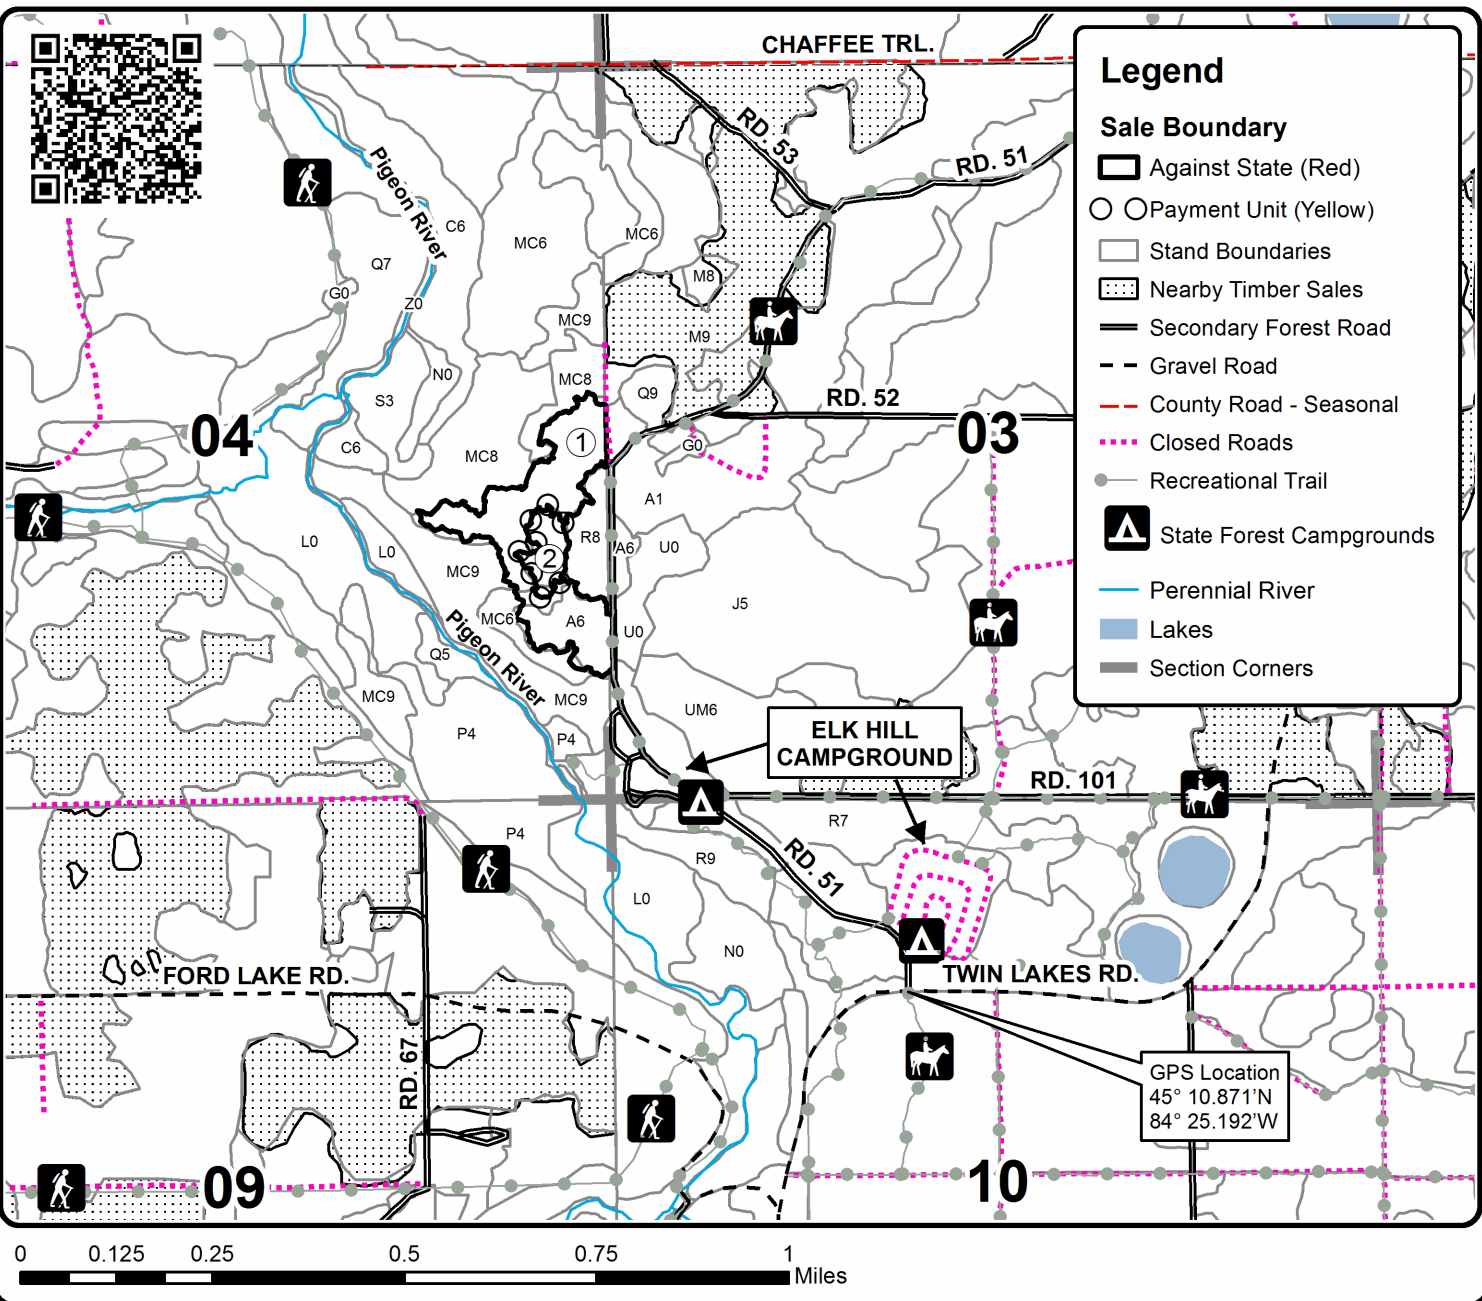 CHAFFEE TRL.
RD. 53
RD. 51
Pigeon River
C6
MC6
MC6
Q7
M8
G0
Z0
MC9
M9
N0
MC8
Q9
S3
RD. 52
04
1
03
C6
MC8
G0
A1
L0
L0
R8
A6
U0
2
MC9
J5
MC6
A6
U0
Pigeon River
Q5
MC9
MC9
UM6
P4
P4
ELK HILL
CAMPGROUND
RD. 101
P4
R7
RD. 51
R9
L0
N0
FORD LAKE RD.
TWIN LAKES RD.
RD. 67
GPS Location
45° 10.871'N
84° 25.192'W
09
10
Legend
Sale Boundary
Against State (Red)
Payment Unit (Yellow)
Stand Boundaries
Nearby Timber Sales
Secondary Forest Road
Gravel Road
County Road - Seasonal
Closed Roads
Recreational Trail
State Forest Campgrounds
Perennial River
Lakes
Section Corners
0 0.125 0.25 0.5 0.75 1
Miles